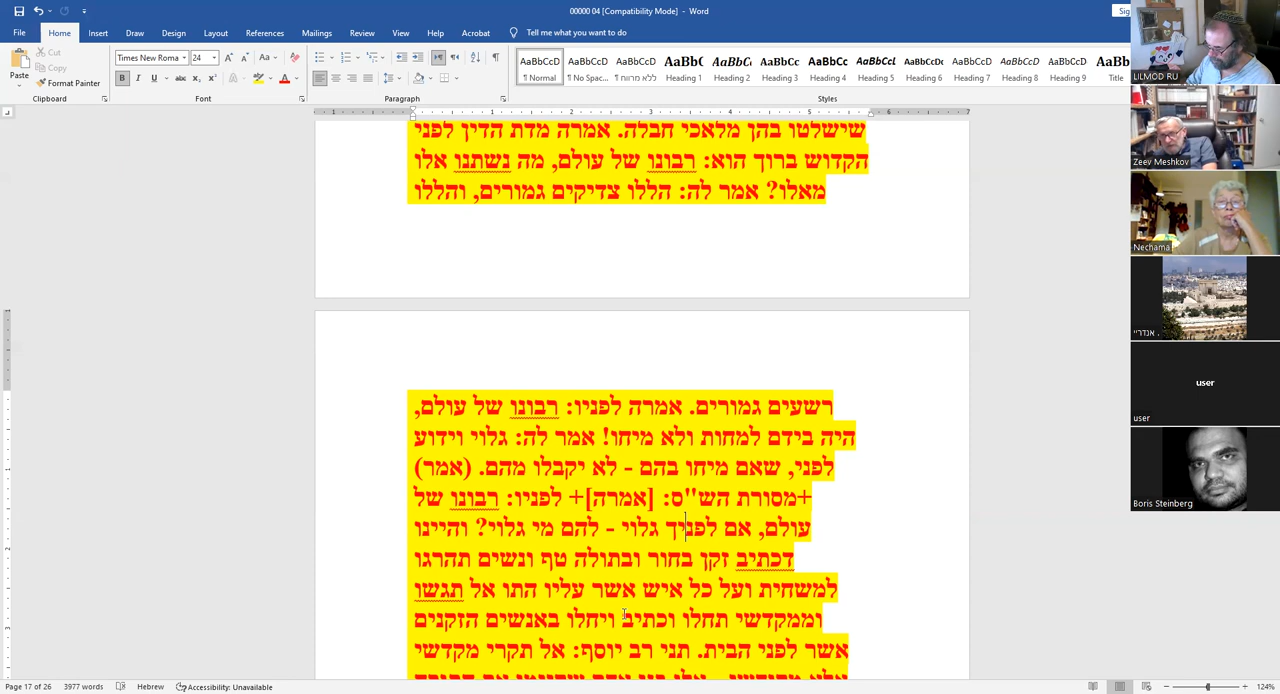 00000 04 [Compatibility Mode] - Word
File Home Insert Draw Design Layout References Mailings Review View Help Acrobat Tell me what you want to do
Paste
Cut
Copy
Format Painter
Times New Roma 24
Clipboard Font Paragraph Styles
AaBbCcD ¶ Normal
AaBbCcD ¶ No Spac...
AaBbCcD ללא מרווח ¶
Heading 1
Heading 2
Heading 3
Heading 4
Heading 5
Heading 6
Heading 7
Heading 8
Heading 9
Title
שישלטו בהן מלאכי חבלה. אמרה מדת הדין לפני
הקדוש ברוך הוא: רבונו של עולם, מה נשתנו אלו
מאלו? אמר לה: הללו צדיקים גמורים, והללו
רשעים גמורים. אמרה לפניו: רבונו של עולם,
היה בידם למחות ולא מיחו! אמר לה: גלוי וידוע
לפני, שאם מיחו בהם - לא יקבלו מהם. (אמר)
+מסורת הש"ס: [אמרה]+ לפניו: רבונו של
עולם, אם לפניך גלוי - להם מי גלוי? והיינו
דכתיב זקן בחור ובתולה טף ונשים תהרגו
למשחית ועל כל איש אשר עליו התו אל תגשו
וממקדשי תחלו וכתיב ויחלו באנשים הזקנים
אשר לפני הבית. תני רב יוסף: אל תקרי מקדשי
LILMOD RU
Zeev Meshkov
Nechama
אנדריי .
user
user
Boris Steinberg
Page 17 of 26 3977 words Hebrew Accessibility: Unavailable 124%